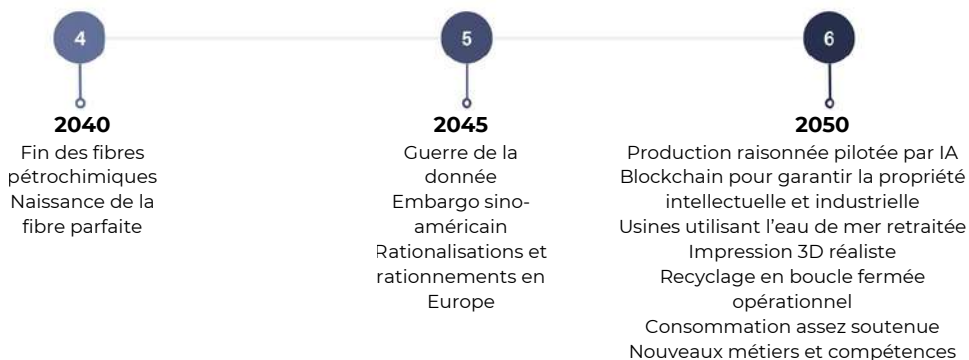 4
2040
Fin des fibres
pétrochimiques
Naissance de la
fibre parfaite
5
2045
Guerre de la
donnée
Embargo sino-
américain
Rationalisations et
rationnements en
Europe
6
2050
Production raisonnée pilotée par IA
Blockchain pour garantir la propriété
intellectuelle et industrielle
Usines utilisant l'eau de mer retraitée
Impression 3D réaliste
Recyclage en boucle fermée
opérationnel
Consommation assez soutenue
Nouveaux métiers et compétences